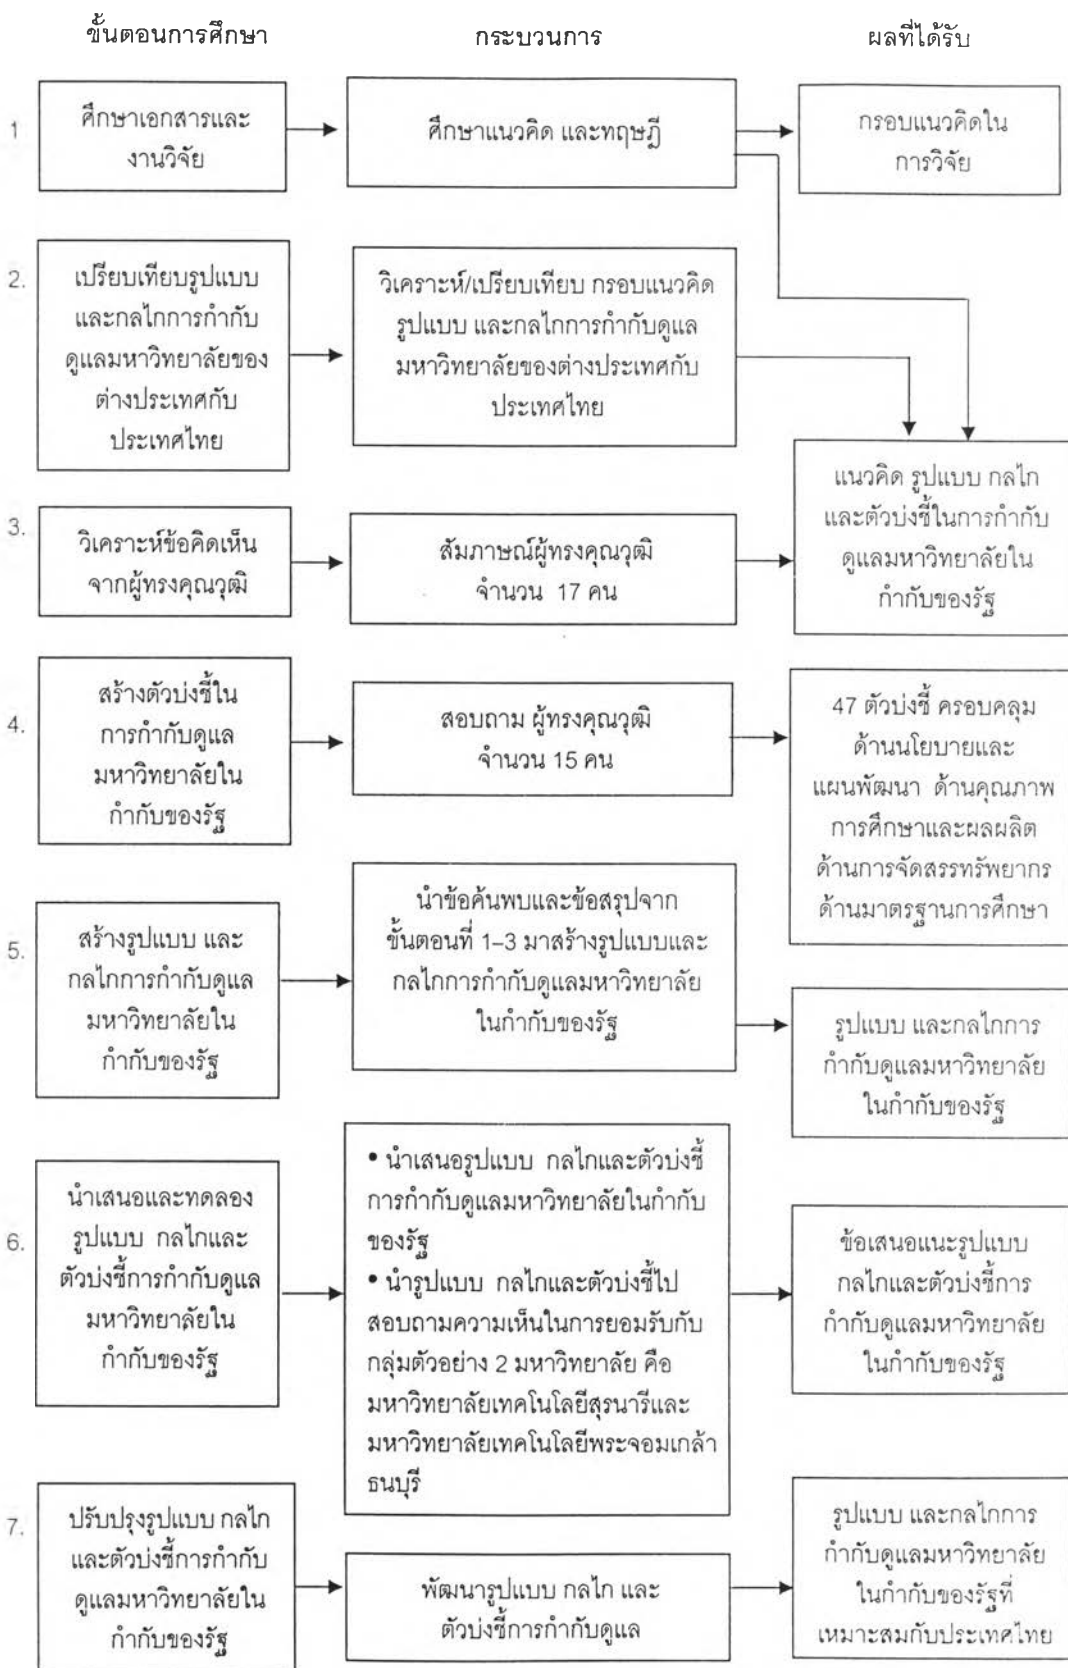 ขั้นตอนการศึกษา
กระบวนการ
ผลที่ได้รับ
1
ศึกษาเอกสารและ
งานวิจัย
ศึกษาแนวคิด และทฤษฎี
กรอบแนวคิดใน
การวิจัย
2.
เปรียบเทียบรูปแบบ
และกลไกการกำกับ
ดูแลมหาวิทยาลัยของ
ต่างประเทศกับ
ประเทศไทย
วิเคราะห์/เปรียบเทียบ กรอบแนวคิด
รูปแบบ และกลไกการกำกับดูแล
มหาวิทยาลัยของต่างประเทศกับ
ประเทศไทย
แนวคิด รูปแบบ กลไก
และตัวบ่งชี้ในการกำกับ
ดูแลมหาวิทยาลัยใน
กำกับของรัฐ
3.
วิเคราะห์ข้อคิดเห็น
จากผู้ทรงคุณวุฒิ
สัมภาษณ์ผู้ทรงคุณวุฒิ
จำนวน 17 คน
4.
สร้างตัวบ่งชี้ใน
การกำกับดูแล
มหาวิทยาลัยใน
กำกับของรัฐ
สอบถาม ผู้ทรงคุณวุฒิ
จำนวน 15 คน
47 ตัวบ่งชี้ ครอบคลุม
ด้านนโยบายและ
แผนพัฒนา ด้านคุณภาพ
การศึกษาและผลผลิต
ด้านการจัดสรรทรัพยากร
ด้านมาตรฐานการศึกษา
5.
สร้างรูปแบบ และ
กลไกการกำกับดูแล
มหาวิทยาลัยใน
กำกับของรัฐ
นำข้อค้นพบและข้อสรุปจาก
ขั้นตอนที่ 1–3 มาสร้างรูปแบบและ
กลไกการกำกับดูแลมหาวิทยาลัย
ในกำกับของรัฐ
รูปแบบ และกลไกการ
กำกับดูแลมหาวิทยาลัย
ในกำกับของรัฐ
6.
นำเสนอและทดลอง
รูปแบบ กลไกและ
ตัวบ่งชี้การกำกับดูแล
มหาวิทยาลัยใน
กำกับของรัฐ
• นำเสนอรูปแบบ กลไกและตัวบ่งชี้
การกำกับดูแลมหาวิทยาลัยในกำกับ
ของรัฐ
• นำรูปแบบ กลไกและตัวบ่งชี้ไป
สอบถามความเห็นในการยอมรับกับ
กลุ่มตัวอย่าง 2 มหาวิทยาลัย คือ
มหาวิทยาลัยเทคโนโลยีสุรนารีและ
มหาวิทยาลัยเทคโนโลยีพระจอมเกล้า
ธนบุรี
ข้อเสนอแนะรูปแบบ
กลไกและตัวบ่งชี้การ
กำกับดูแลมหาวิทยาลัย
ในกำกับของรัฐ
7.
ปรับปรุงรูปแบบ กลไก
และตัวบ่งชี้การกำกับ
ดูแลมหาวิทยาลัยใน
กำกับของรัฐ
พัฒนารูปแบบ กลไก และ
ตัวบ่งชี้การกำกับดูแล
รูปแบบ และกลไกการ
กำกับดูแลมหาวิทยาลัย
ในกำกับของรัฐที่
เหมาะสมกับประเทศไทย